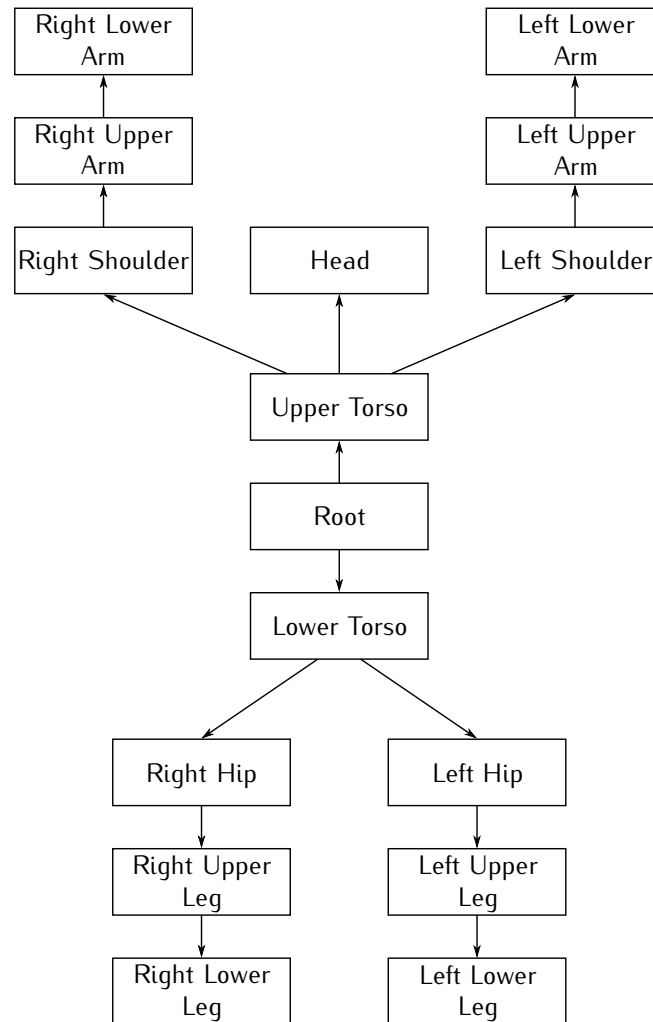 Right Lower
Arm
Left Lower
Arm
Right Upper
Arm
Left Upper
Arm
Right Shoulder
Head
Left Shoulder
Upper Torso
Root
Lower Torso
Right Hip
Left Hip
Right Upper
Leg
Left Upper
Leg
Right Lower
Leg
Left Lower
Leg